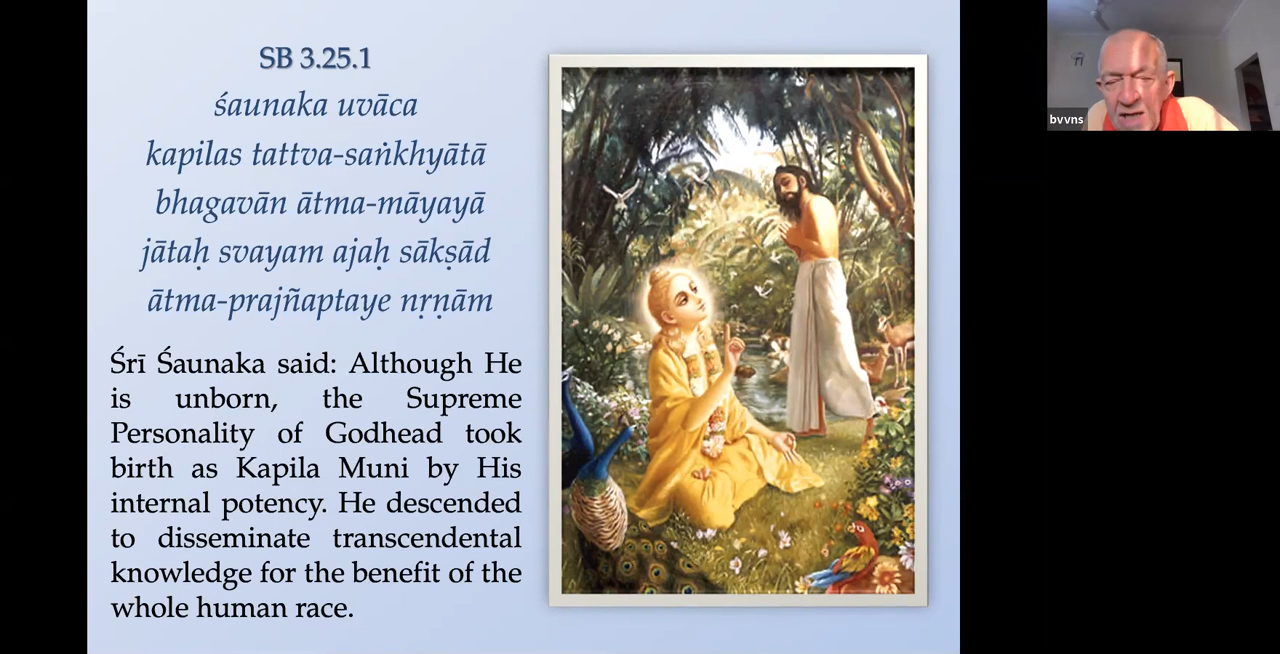 SB 3.25.1
śaunaka uvāca
kapilas tattva-saṅkhyātā
bhagavān ātma-māyayā
jātaḥ svayam ajaḥ sākṣād
ātma-prajñaptaye nṛṇām
Śrī Śaunaka said: Although He
is unborn, the Supreme
Personality of Godhead took
birth as Kapila Muni by His
internal potency. He descended
to disseminate transcendental
knowledge for the benefit of the
whole human race.
bvvns